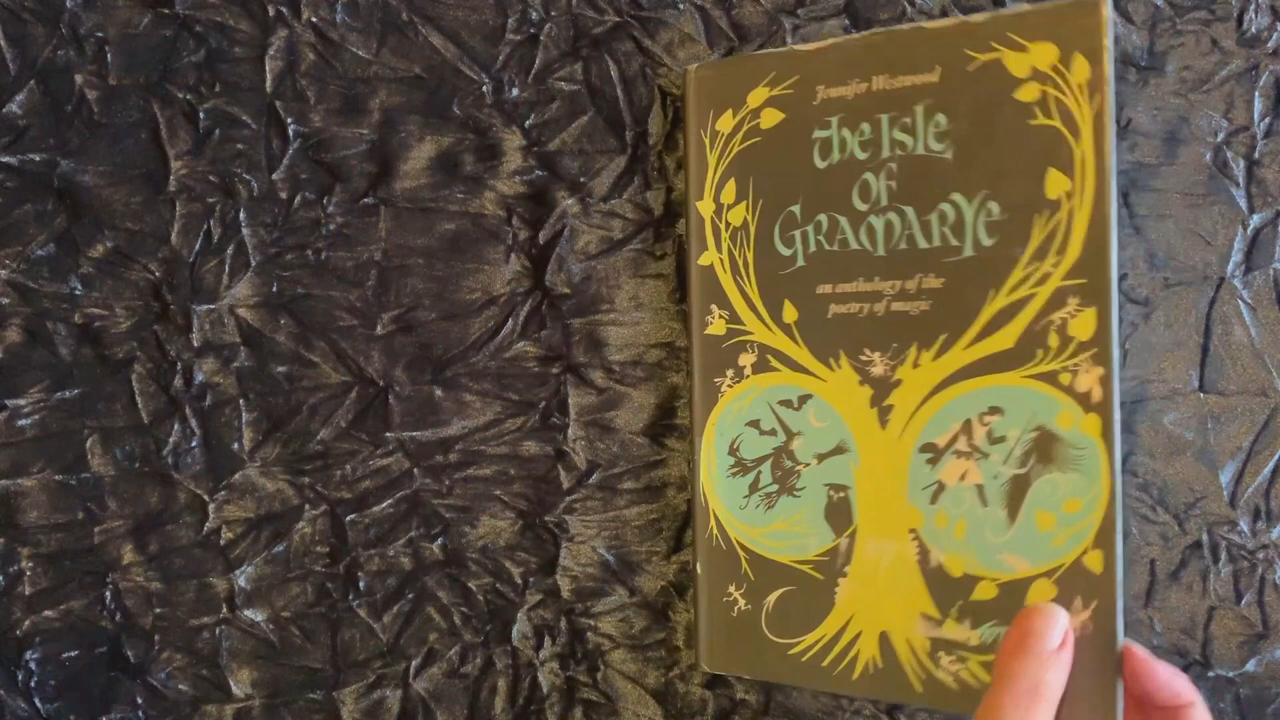 Jennifer Westwood
the Isle
of
GRAMARYE
an anthology of the
poetry of magic